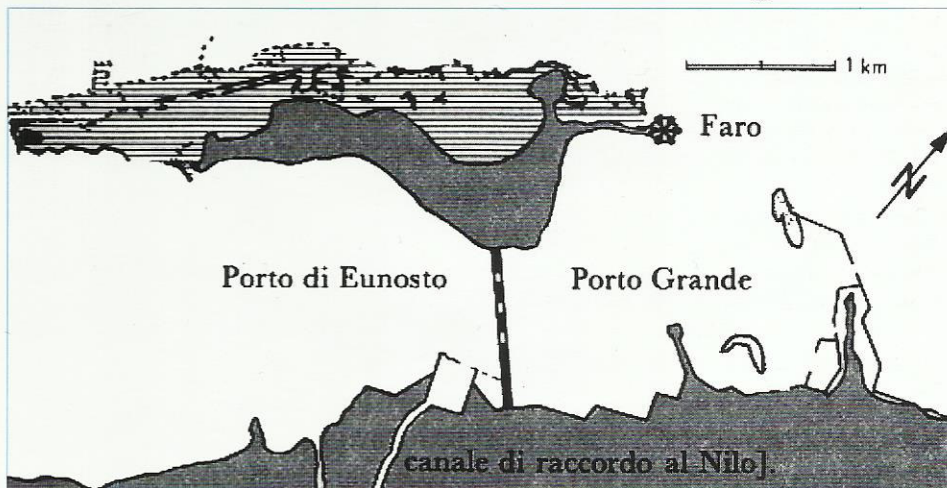 1 km
Faro
N
Porto di Eunosto
Porto Grande
canale di raccordo al Nilo].